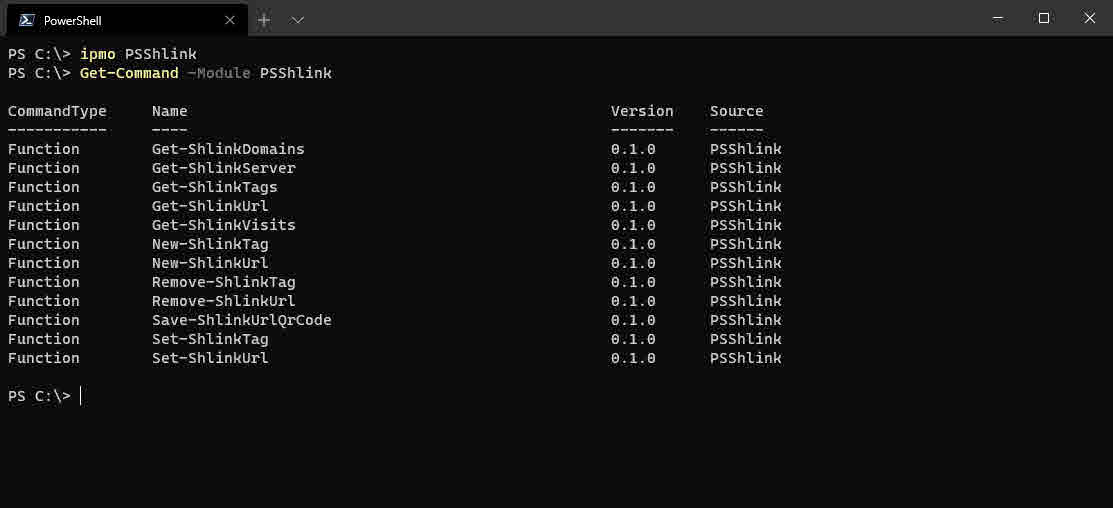 PowerShell
PS C:\> ipmo PSShlink
PS C:\> Get-Command -Module PSShlink
CommandType     Name                                               Version    Source
-----------     ----                                               -------    ------
Function        Get-ShlinkDomains                                  0.1.0      PSShlink
Function        Get-ShlinkServer                                   0.1.0      PSShlink
Function        Get-ShlinkTags                                     0.1.0      PSShlink
Function        Get-ShlinkUrl                                      0.1.0      PSShlink
Function        Get-ShlinkVisits                                   0.1.0      PSShlink
Function        New-ShlinkTag                                      0.1.0      PSShlink
Function        New-ShlinkUrl                                      0.1.0      PSShlink
Function        Remove-ShlinkTag                                   0.1.0      PSShlink
Function        Remove-ShlinkUrl                                   0.1.0      PSShlink
Function        Save-ShlinkUrlQrCode                               0.1.0      PSShlink
Function        Set-ShlinkTag                                      0.1.0      PSShlink
Function        Set-ShlinkUrl                                      0.1.0      PSShlink
PS C:\>